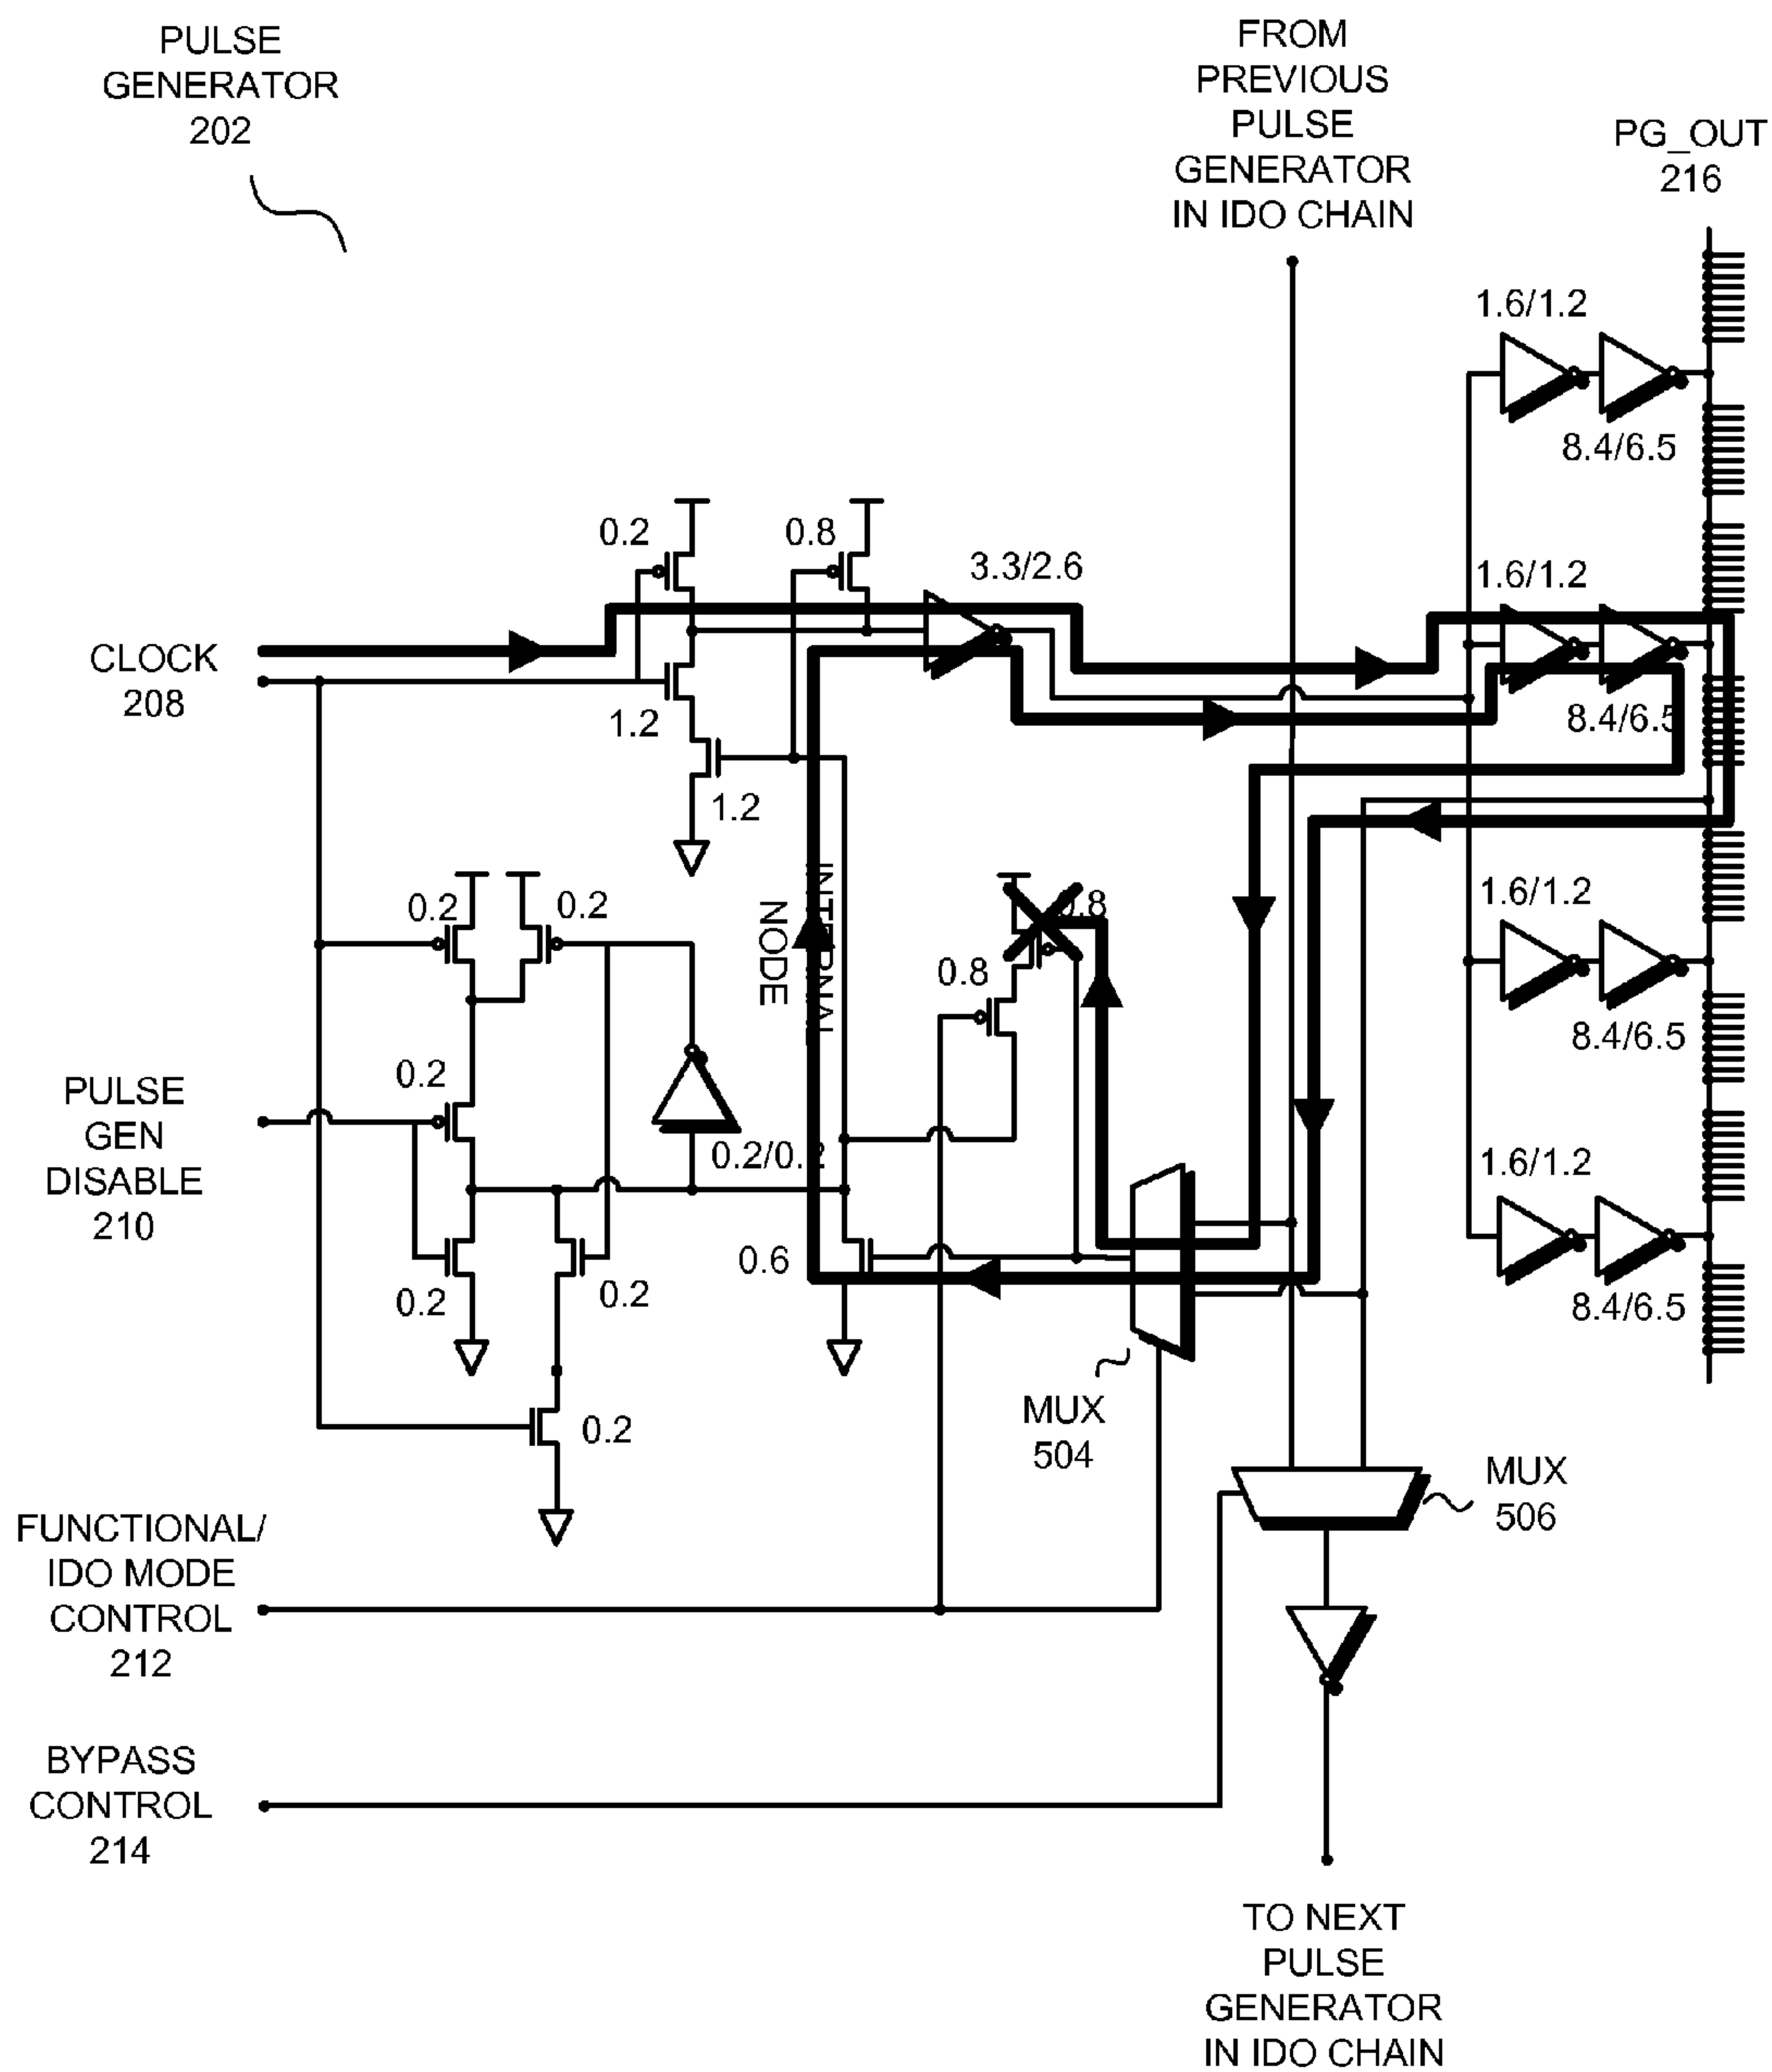 PULSE
GENERATOR
202
FROM
PREVIOUS
PULSE
GENERATOR
IN IDO CHAIN
PG_OUT
216
1.6/1.2
8.4/6.5
0.2
0.8
3.3/2.6
1.6/1.2
CLOCK
208
1.2
8.4/6.5
1.2
0.2
0.2
INTERNAL
NODE
0.8
0.8
1.6/1.2
8.4/6.5
0.2
PULSE
GEN
DISABLE
210
0.2/0.2
1.6/1.2
0.6
0.2
0.2
8.4/6.5
MUX
504
0.2
MUX
506
FUNCTIONAL/
IDO MODE
CONTROL
212
BYPASS
CONTROL
214
TO NEXT
PULSE
GENERATOR
IN IDO CHAIN